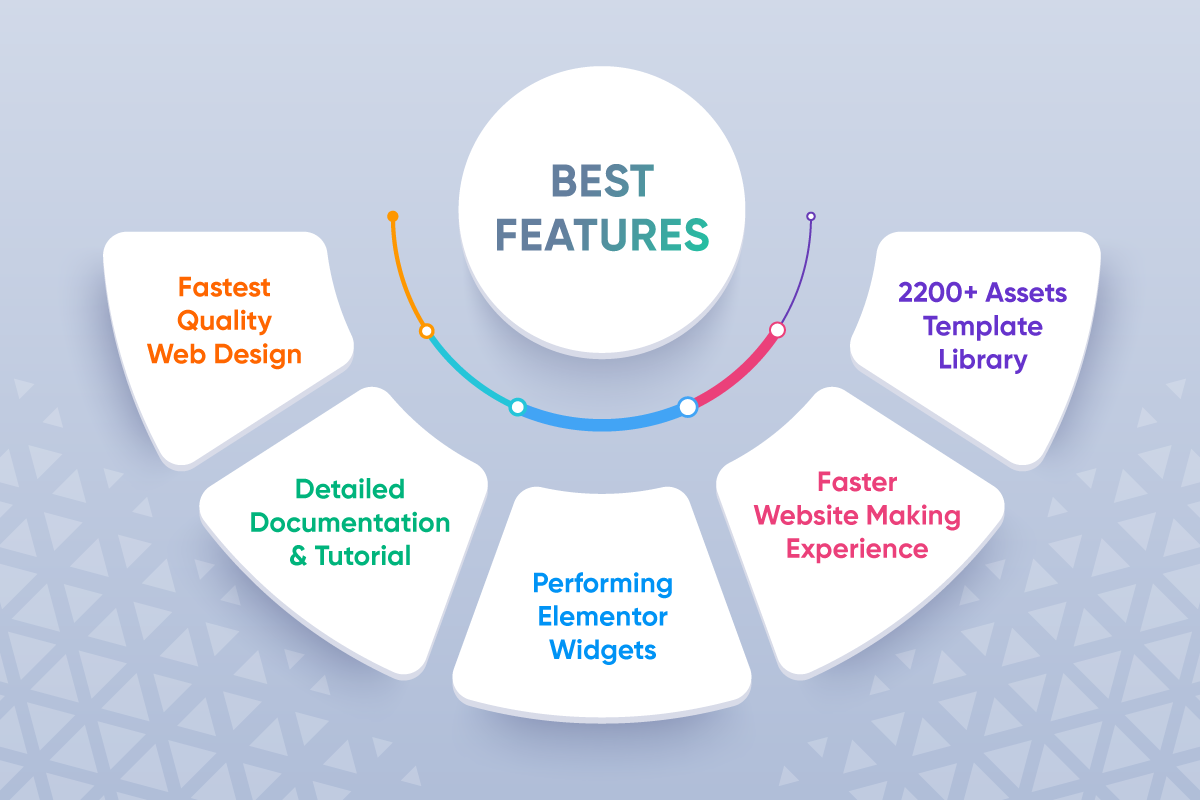 BEST
FEATURES
Fastest
Quality
Web Design
Detailed
Documentation
& Tutorial
Performing
Elementor
Widgets
Faster
Website Making
Experience
2200+ Assets
Template
Library